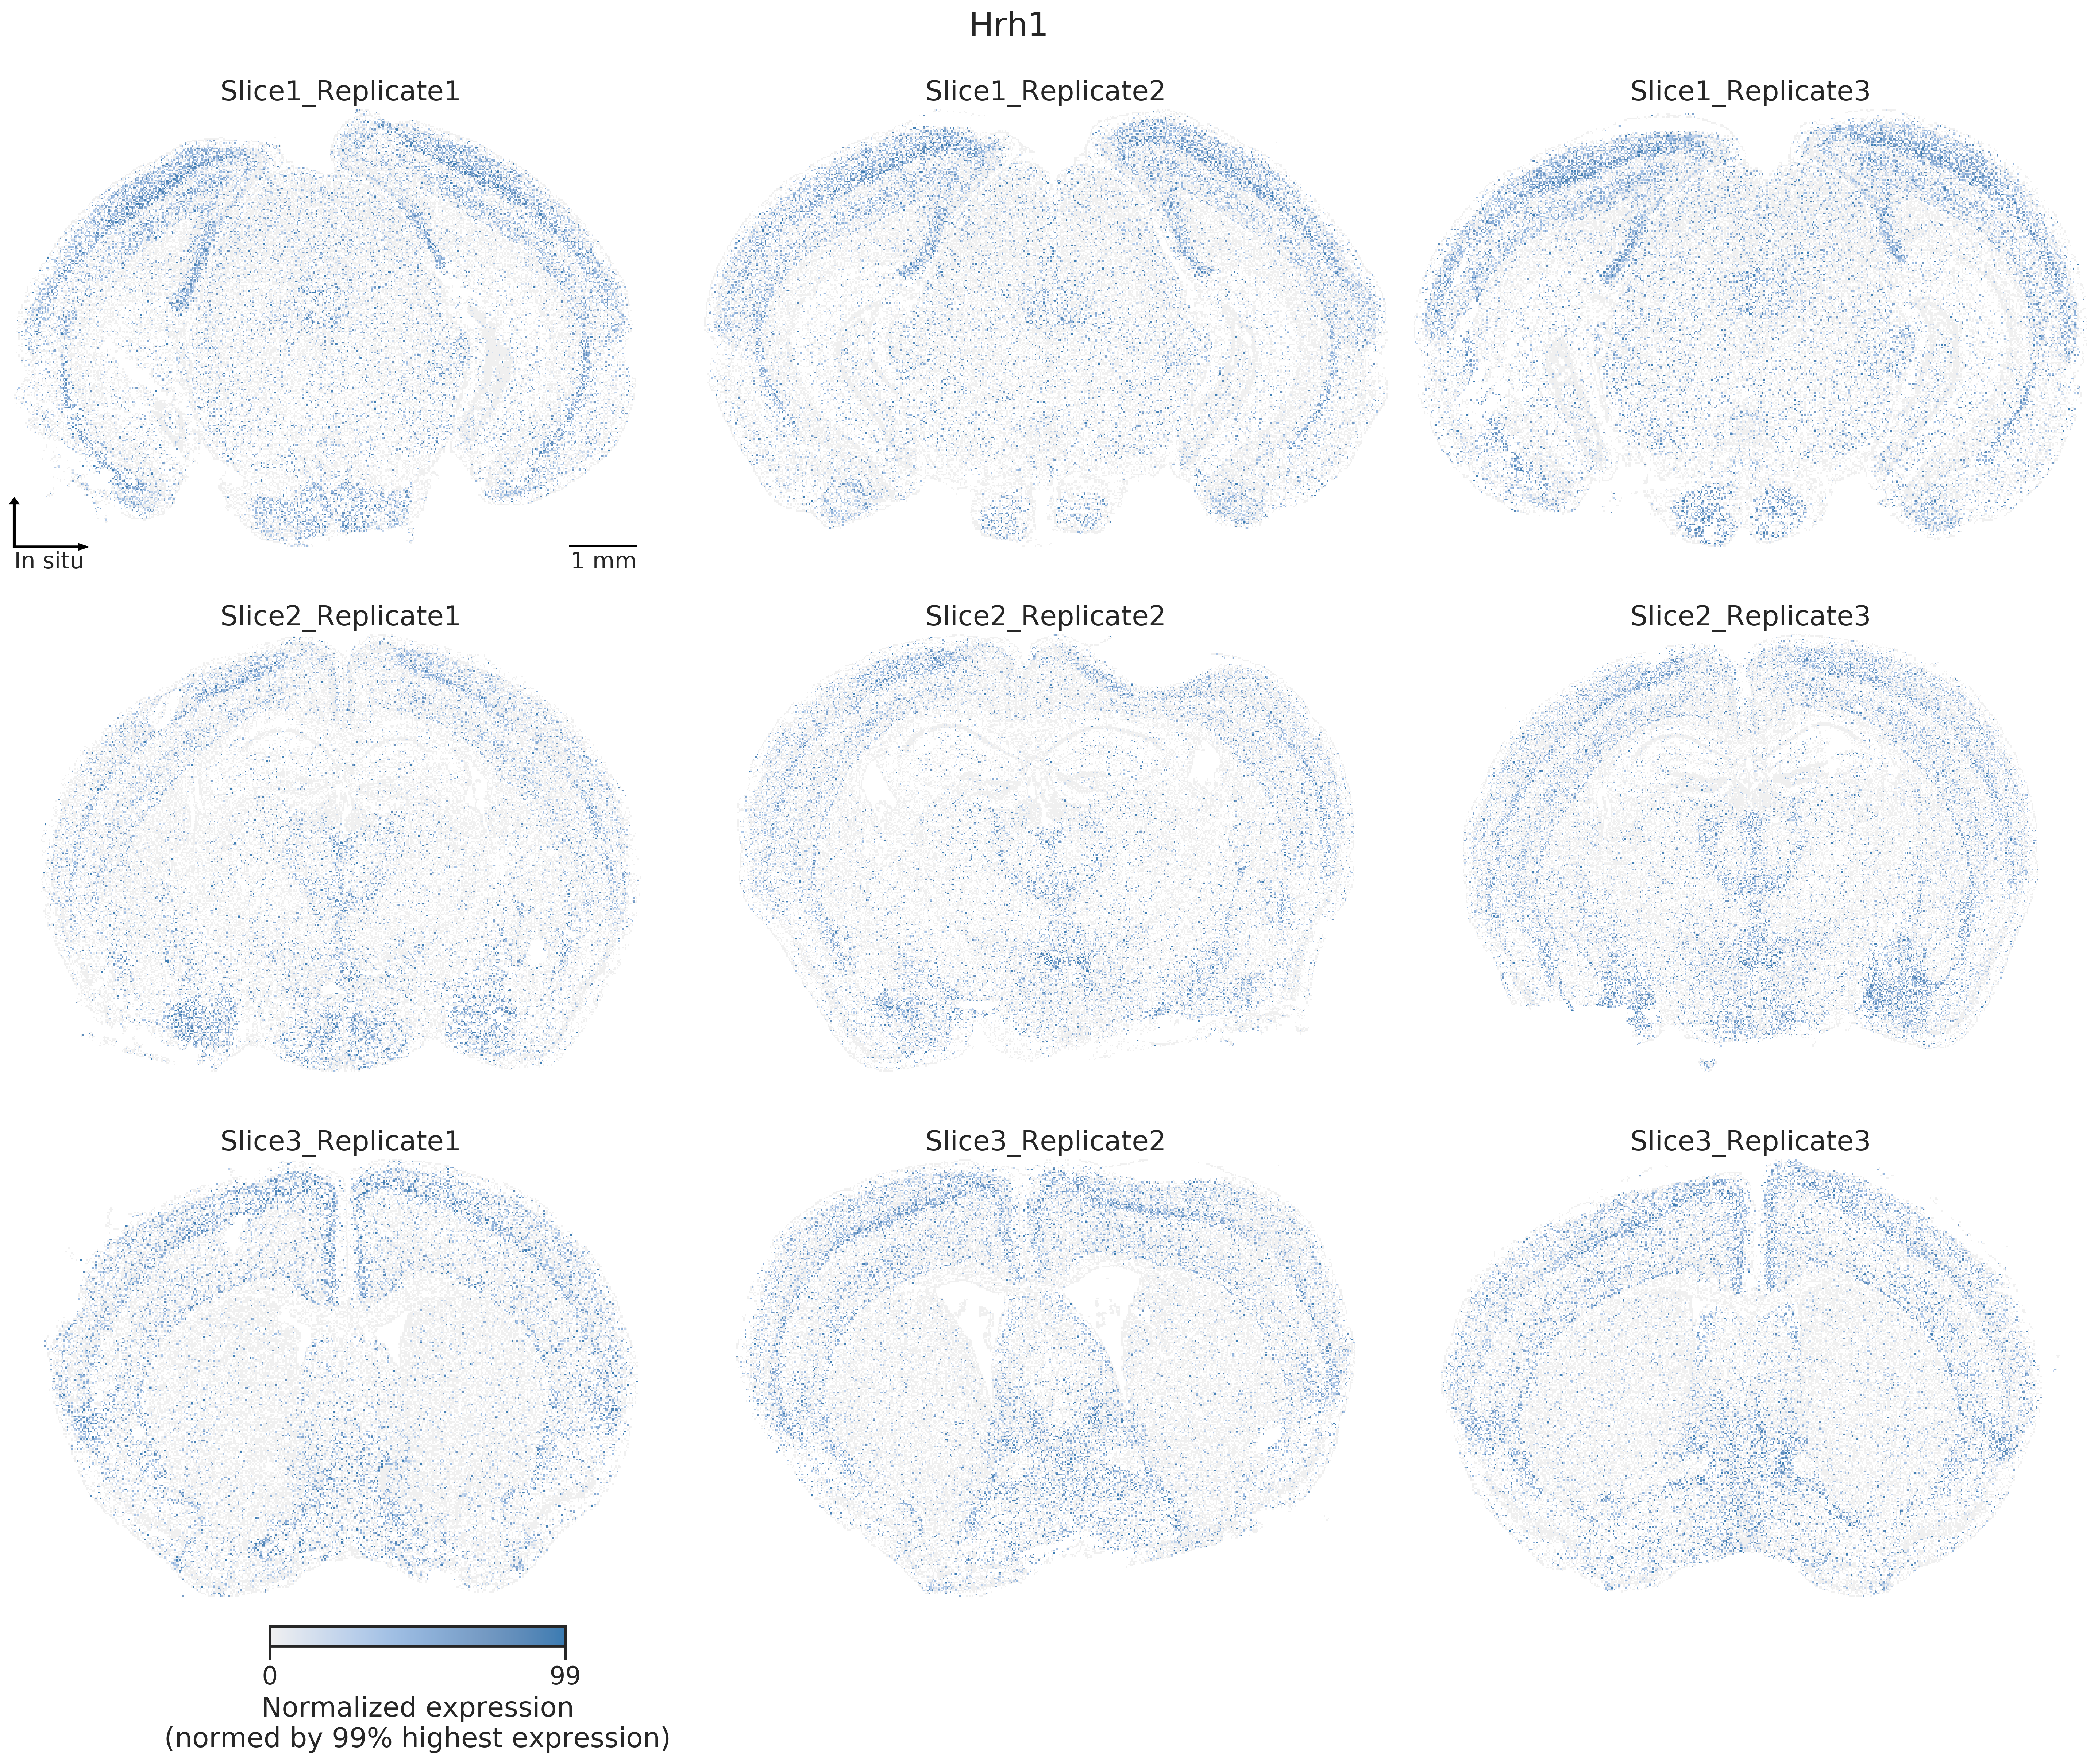 Hrh1
Slice1_Replicate1
Slice1_Replicate2
Slice1_Replicate3
In situ
1 mm
Slice2_Replicate1
Slice2_Replicate2
Slice2_Replicate3
Slice3_Replicate1
Slice3_Replicate2
Slice3_Replicate3
0
99
Normalized expression
(normed by 99% highest expression)